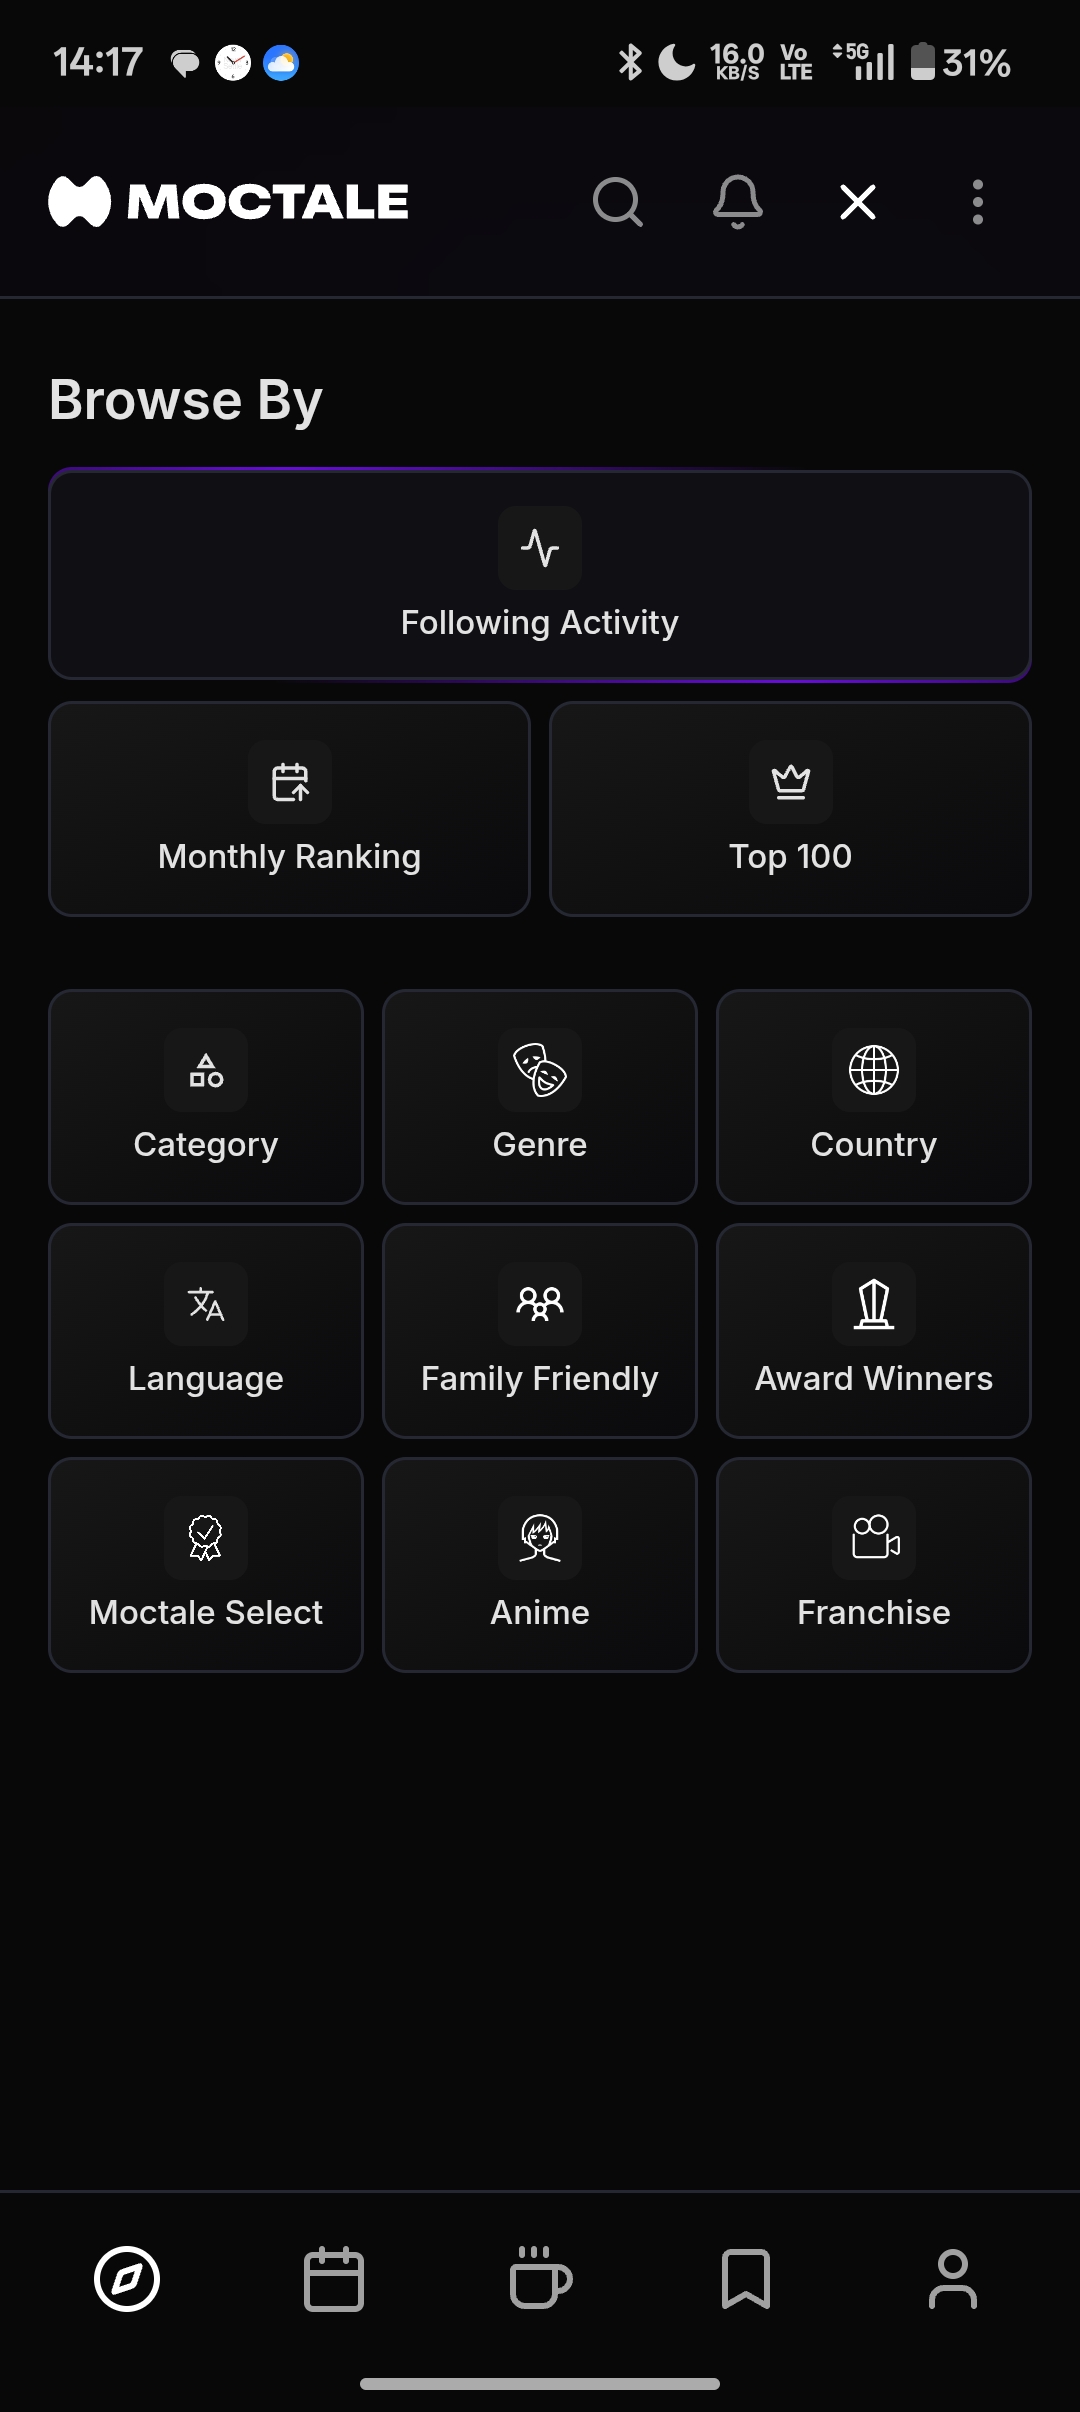 14:17
16.0
KB/S
Vo
LTE
5G
31%
MOCTALE
Browse By
Following Activity
Monthly Ranking
Top 100
Category
Genre
Country
Language
Family Friendly
Award Winners
Moctale Select
Anime
Franchise